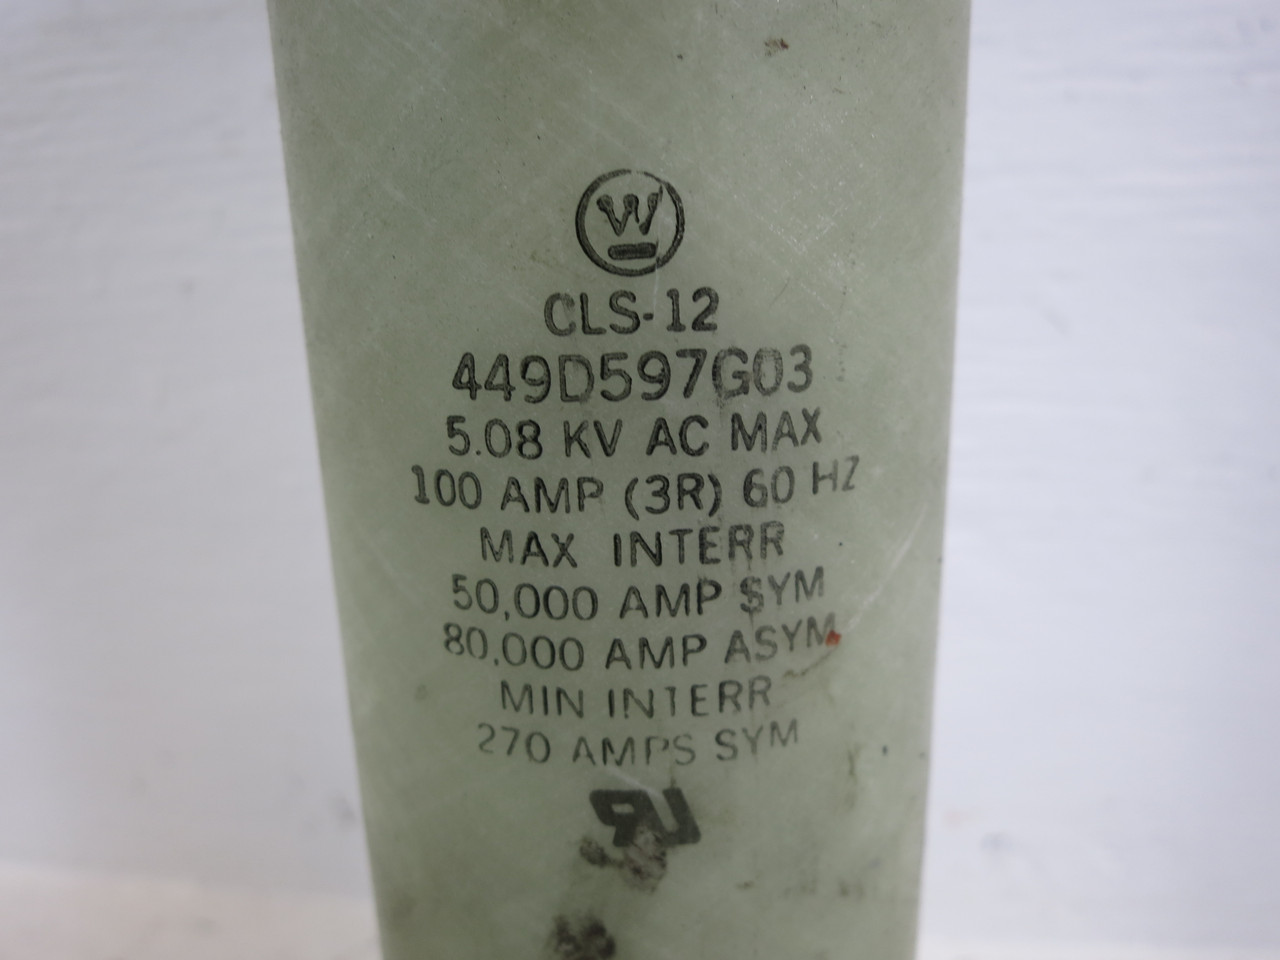 W
CLS-12
449D597G03
5.08 KV AC MAX
100 AMP (3R) 60 HZ
MAX INTERR
50,000 AMP SYM
80,000 AMP ASYM
MIN INTERR
270 AMPS SYM